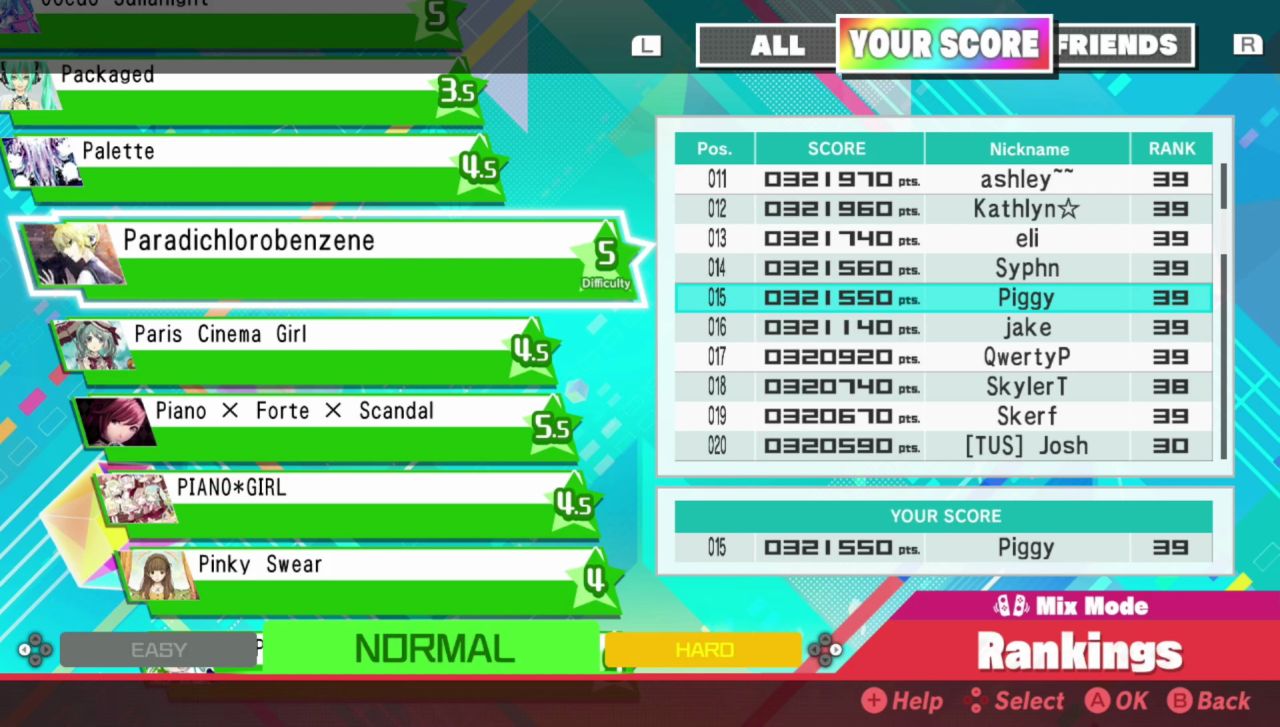 5
L
ALL
YOUR SCORE
FRIENDS
R
Packaged
3.5
Palette
4.5
Paradichlorobenzene
5
Difficulty
Paris Cinema Girl
4.5
Piano × Forte × Scandal
5.5
PIANO*GIRL
4.5
Pinky Swear
4
Pos. SCORE Nickname RANK
011 0321970 pts. ashley~~ 39
012 0321960 pts. Kathlyn☆ 39
013 0321740 pts. eli 39
014 0321560 pts. Syphn 39
015 0321550 pts. Piggy 39
016 0321140 pts. jake 39
017 0320920 pts. QwertyP 39
018 0320740 pts. SkylerT 38
019 0320670 pts. Skerf 39
020 0320590 pts. [TUS] Josh 30
YOUR SCORE
015 0321550 pts. Piggy 39
EASY
NORMAL
HARD
Mix Mode
Rankings
+ Help Select A OK B Back